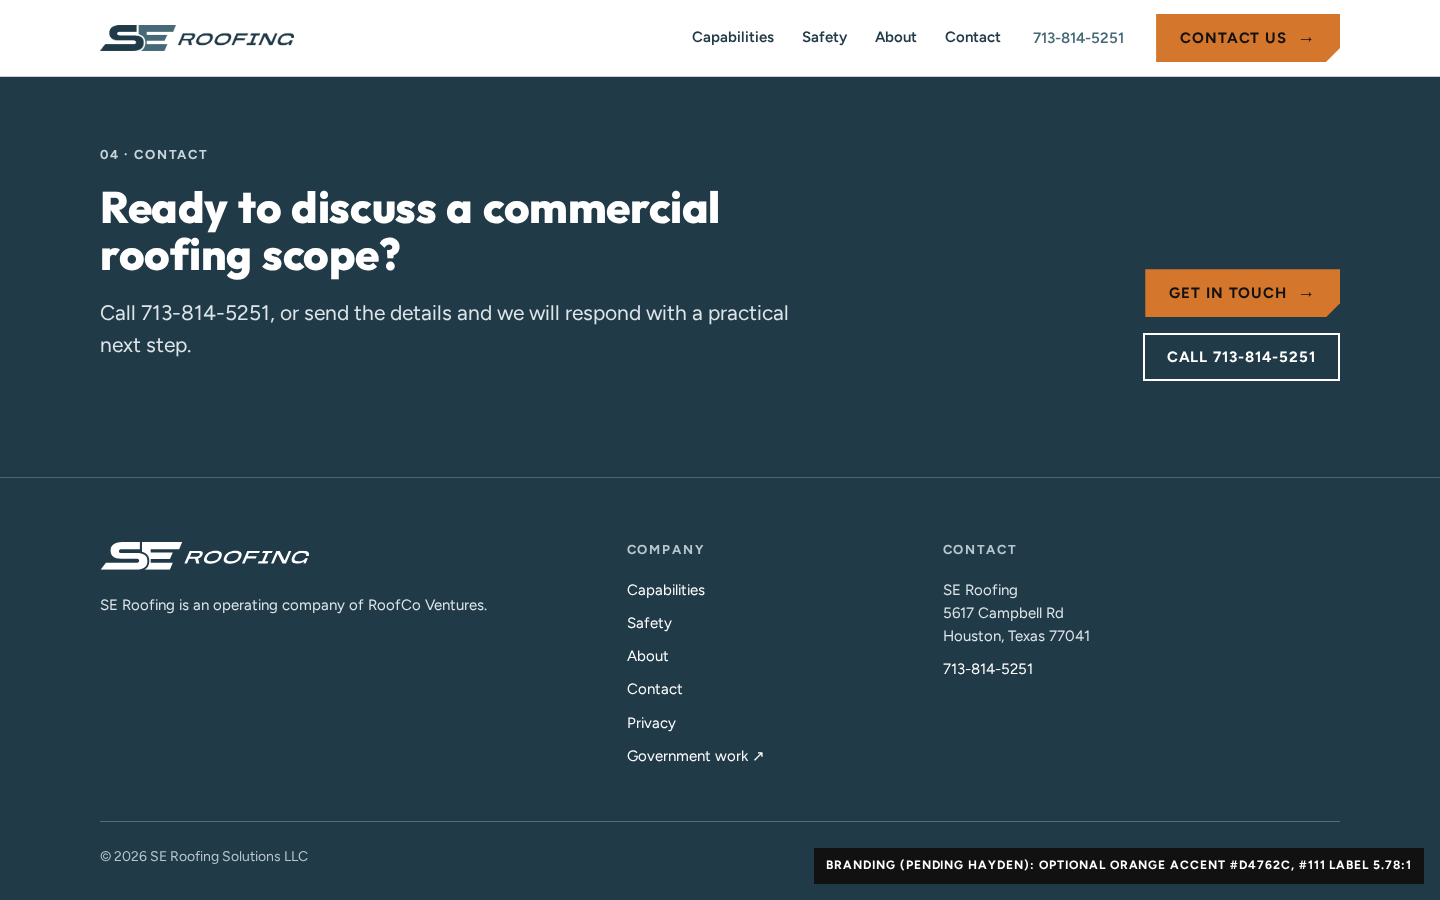 SE ROOFING
Capabilities Safety About Contact 713-814-5251 CONTACT US →
04 · CONTACT
Ready to discuss a commercial
roofing scope?
Call 713-814-5251, or send the details and we will respond with a practical
next step.
GET IN TOUCH →
CALL 713-814-5251
SE ROOFING
SE Roofing is an operating company of RoofCo Ventures.
COMPANY
Capabilities
Safety
About
Contact
Privacy
Government work ↗
CONTACT
SE Roofing
5617 Campbell Rd
Houston, Texas 77041
713-814-5251
© 2026 SE Roofing Solutions LLC
BRANDING (PENDING HAYDEN): OPTIONAL ORANGE ACCENT #D4762C, #111 LABEL 5.78:1